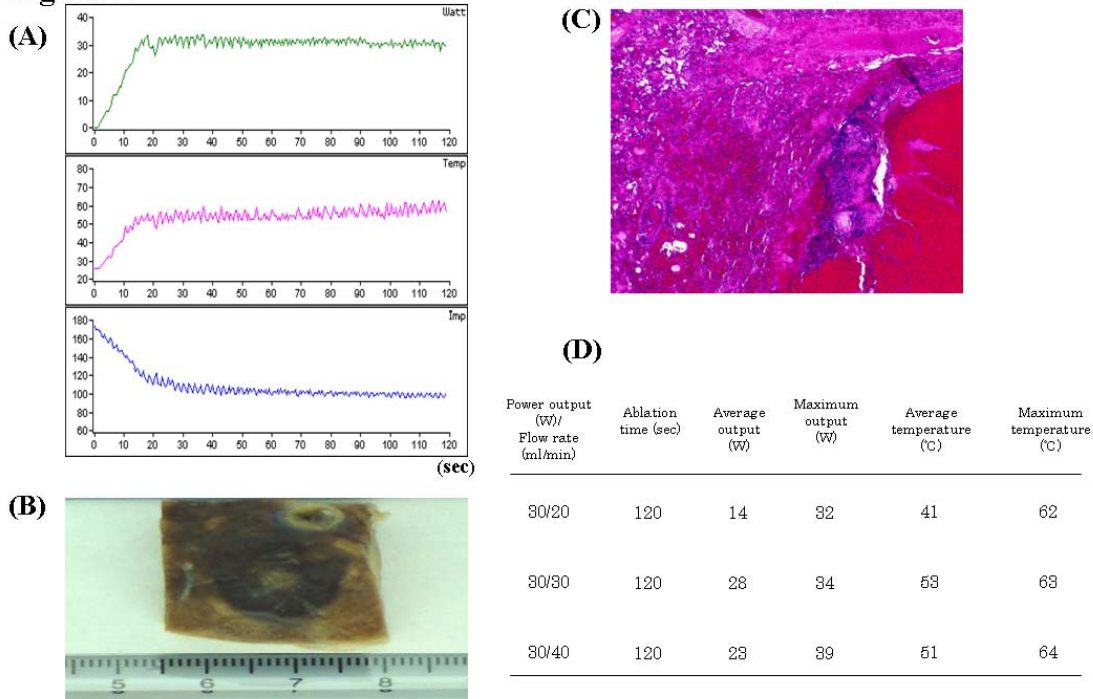 (A)
Watt
40
30
20
10
0
0 10 20 30 40 50 60 70 80 90 100 110 120
Temp
80
70
60
50
40
30
20
0 10 20 30 40 50 60 70 80 90 100 110 120
Imp
180
160
140
120
100
80
60
0 10 20 30 40 50 60 70 80 90 100 110 120
(sec)
(B)
5 6 7 8
(C)
(D)
Power output (W)/ Flow rate (ml/min) Ablation time (sec) Average output (W) Maximum output (W) Average temperature (℃) Maximum temperature (℃)
30/20 120 14 32 41 62
30/30 120 28 34 53 63
30/40 120 23 39 51 64